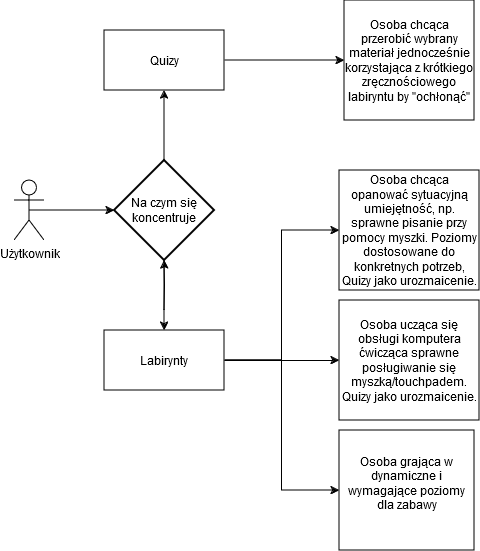 Osoba chcąca
przerobić wybrany
materiał jednocześnie
korzystająca z krótkiego
zręcznościowego
labiryntu by "ochłonąć"
Quizy
Osoba chcąca
opanować sytuacyjną
umiejętność, np.
sprawne pisanie przy
pomocy myszki. Poziomy
dostosowane do
konkretnych potrzeb,
Quizy jako urozmaicenie.
Na czym się
koncentruje
Użytkownik
Osoba ucząca się
obsługi komputera
ćwicząca sprawne
posługiwanie się
myszką/touchpadem.
Quizy jako urozmaicenie.
Labirynty
Osoba grająca w
dynamiczne i
wymagające poziomy
dla zabawy